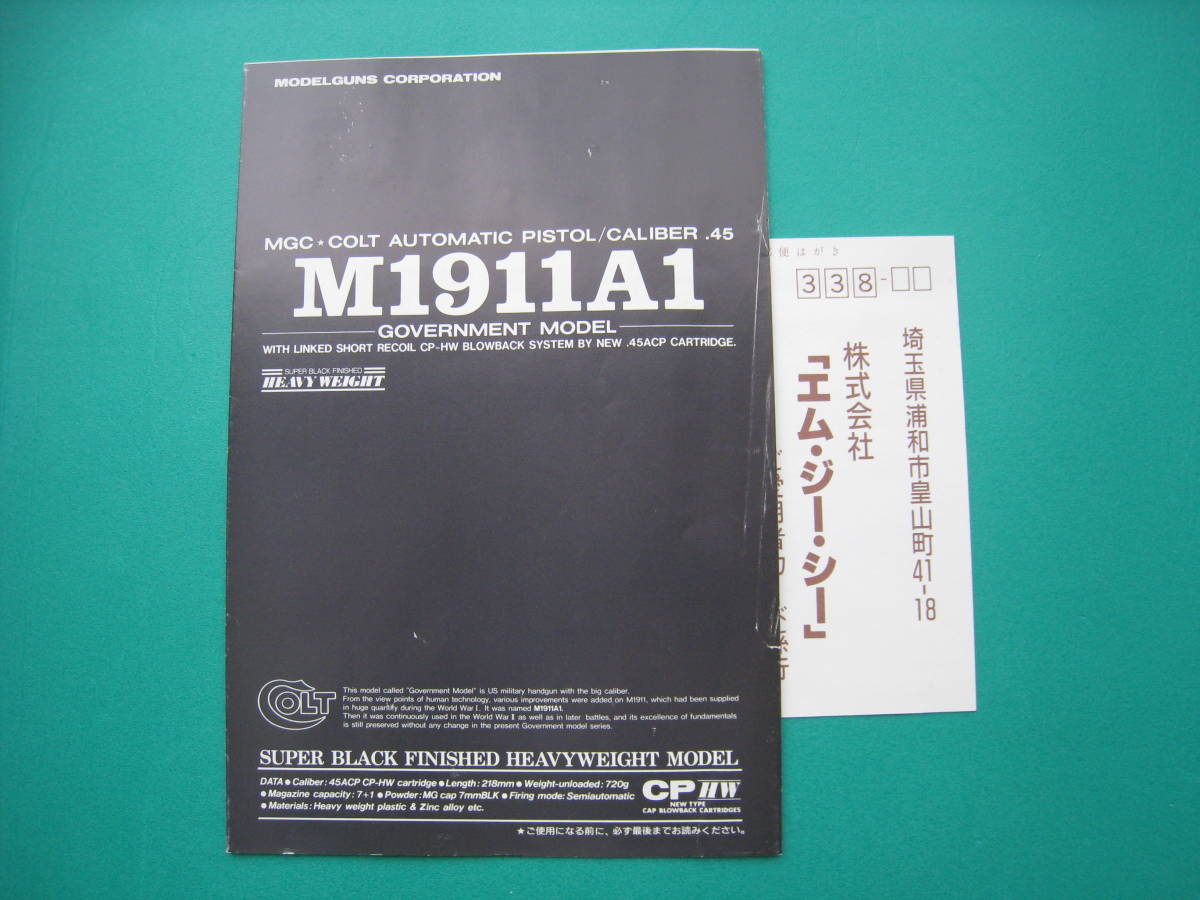 MODELGUNS CORPORATION
MGC★COLT AUTOMATIC PISTOL/CALIBER .45
M1911A1
GOVERNMENT MODEL
WITH LINKED SHORT RECOIL CP-HW BLOWBACK SYSTEM BY NEW .45ACP CARTRIDGE.
SUPER BLACK FINISHED
HEAVY WEIGHT
COLT
This model called "Government Model" is US military handgun with the big caliber.
From the view points of human technology, various improvements were added on M1911, which had been supplied
in huge quantity during the World War I. It was named M1911A1.
Then it was continuously used in the World War II as well as in later battles, and its excellence of fundamentals
is still preserved without any change in the present Government model series.
SUPER BLACK FINISHED HEAVYWEIGHT MODEL
DATA ● Caliber: 45ACP CP-HW cartridge ● Length: 218mm ● Weight-unloaded: 720g
● Magazine capacity: 7+1 ● Powder: MG cap 7mmBLK ● Firing mode: Semiautomatic
● Materials: Heavy weight plastic & Zinc alloy etc.
CP HW
NEW TYPE
CAP BLOWBACK CARTRIDGES
★ご使用になる前に、必ず最後までお読みください。
便はがき
338-
埼玉県浦和市皇山町41-18
株式会社
「エム・ジー・シー」